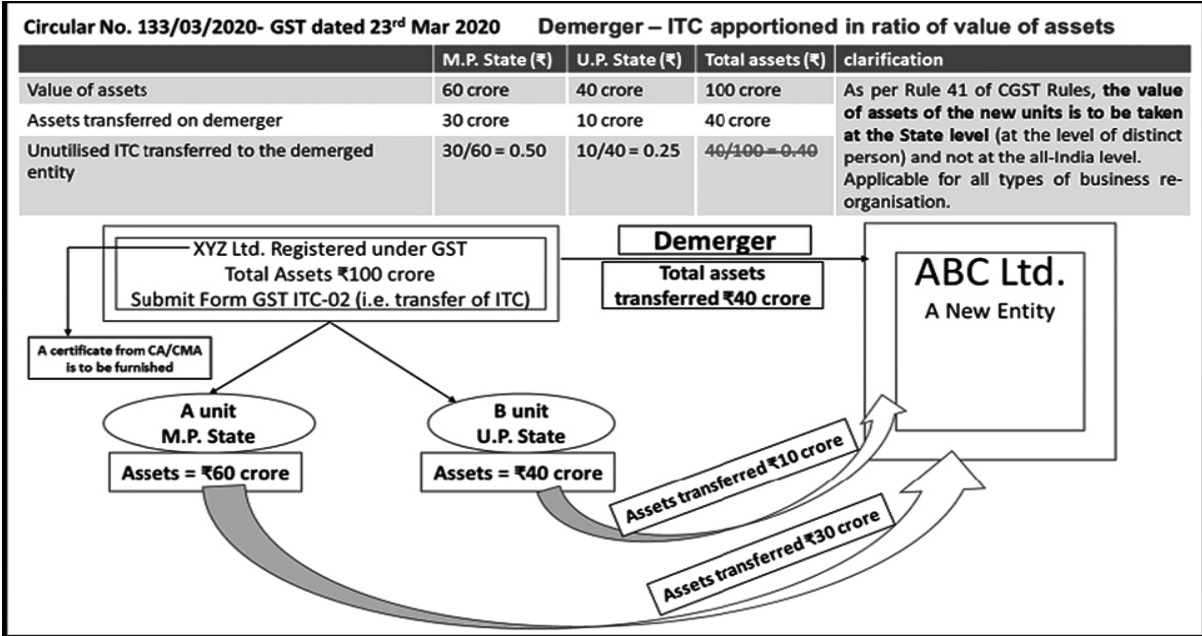 Circular No. 133/03/2020- GST dated 23rd Mar 2020 Demerger – ITC apportioned in ratio of value of assets
M.P. State (₹) U.P. State (₹) Total assets (₹) clarification
Value of assets 60 crore 40 crore 100 crore As per Rule 41 of CGST Rules, the value
of assets of the new units is to be taken
Assets transferred on demerger 30 crore 10 crore 40 crore at the State level (at the level of distinct
Unutilised ITC transferred to the demerged 30/60 = 0.50 10/40 = 0.25 40/100 = 0.40 person) and not at the all-India level.
entity Applicable for all types of business re-
organisation.
XYZ Ltd. Registered under GST
Total Assets ₹100 crore
Submit Form GST ITC-02 (i.e. transfer of ITC)
Demerger
Total assets
transferred ₹40 crore
ABC Ltd.
A New Entity
A certificate from CA/CMA
is to be furnished
A unit
M.P. State
B unit
U.P. State
Assets = ₹60 crore
Assets = ₹40 crore
Assets transferred ₹10 crore
Assets transferred ₹30 crore